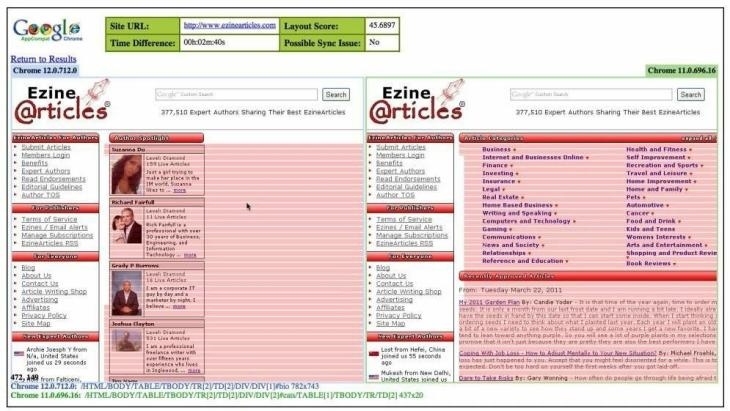 Google
AppCompat Chrome
Site URL: http://www.ezinearticles.com Layout Score: 45.6897
Time Difference: 00h:02m:40s Possible Sync Issue: No
Return to Results
Chrome 12.0.712.0
Chrome 11.0.696.16
Ezine @rticles
Google Custom Search
Search
377,510 Expert Authors Sharing Their Best EzineArticles
EzineArticles For Authors
Submit Articles
Members Login
Benefits
Expert Authors
Read Endorsements
Editorial Guidelines
Author TOS
For Publishers
Terms of Service
Ezines / Email Alerts
Manage Subscriptions
EzineArticles RSS
For Everyone
Blog
About Us
Contact Us
Article Writing Shop
Advertising
Affiliates
Privacy Policy
Site Map
New Expert Authors
Archie Joesph Y from
N/A, United States
joined us 29 seconds
ago
from Falticeni,
Author Spotlight
Suzanna Do
Level: Diamond
159 Live Articles
Just a girl trying to
make her place in the
IM world, Suzanna
likes to ... more
Richard Fairfull
Level: Diamond
11 Live Articles
Rick Fairfull is a
professional with over
30 years of Business,
Engineering, and
Information
Technology ... more
Grady P Burrows
Level: Diamond
16 Live Articles
I am a corporate IT
guy by day and a
marketer by night, I
believe ... more
Joshua Clayton
Level: Diamond
531 Live Articles
I am a professional
freelance writer with
over fifteen years
experience who lives
in Inglewood, ... more
Ezine @rticles
Google Custom Search
Search
377,510 Expert Authors Sharing Their Best EzineArticles
EzineArticles For Authors
Submit Articles
Members Login
Benefits
Expert Authors
Read Endorsements
Editorial Guidelines
Author TOS
For Publishers
Terms of Service
Ezines / Email Alerts
Manage Subscriptions
EzineArticles RSS
For Everyone
Blog
About Us
Contact Us
Article Writing Shop
Advertising
Affiliates
Privacy Policy
Site Map
New Expert Authors
Lost from Hefei, China
joined us 55 seconds
ago
Mukesh from New Delhi,
United States joined us
Article Categories expand all
Business
Internet and Businesses Online
Finance
Investing
Insurance
Legal
Real Estate
Home Based Business
Writing and Speaking
Computers and Technology
Gaming
Communications
News and Society
Relationships
Reference and Education
Health and Fitness
Self Improvement
Recreation and Sports
Travel and Leisure
Home Improvement
Home and Family
Pets
Automotive
Cancer
Food and Drink
Kids and Teens
Womens Interests
Arts and Entertainment
Shopping and Product Revie
Book Reviews
Recently Approved Articles
From: Tuesday March 22, 2011
My 2011 Garden Plan By: Candie Yoder - It is that time of the year again, time to order m
seeds. It is only a month from our last frost date and I am running a bit late. I ideally
have the seeds in hand by this date so that I can start some inside. When I start thinking
ordering seeds I need to think about what I planted last year. Each year I will plant an old
a bit of a new variety to see how they build up and some years I get a new favorite. I
tend to lean toward anything purple. So you will see a lot of purple plants in my selections
promise that it isn't just because they are pretty they are also the best performers I have
Coping With Job Loss - How to Adjust Mentally to Your New Situation? By: Michael Froehls,
loss has just happened to you. Accept that you might feel disoriented for a while. This is to
expected. Don't be too hard on yourself the first weeks after you got laid-off.
Dare to Take Risks By: Gary Wonning - How often do people go through life being afraid
472, 149
Chrome 12.0.712.0: /HTML/BODY/TABLE/TBODY/TR[2]/TD[2]/DIV/DIV[1]#bio 782x743
Chrome 11.0.696.16: /HTML/BODY/TABLE/TBODY/TR[2]/TD[2]/DIV/DIV[2]#cats/TABLE[1]/TBODY/TR/TD[2] 437x20